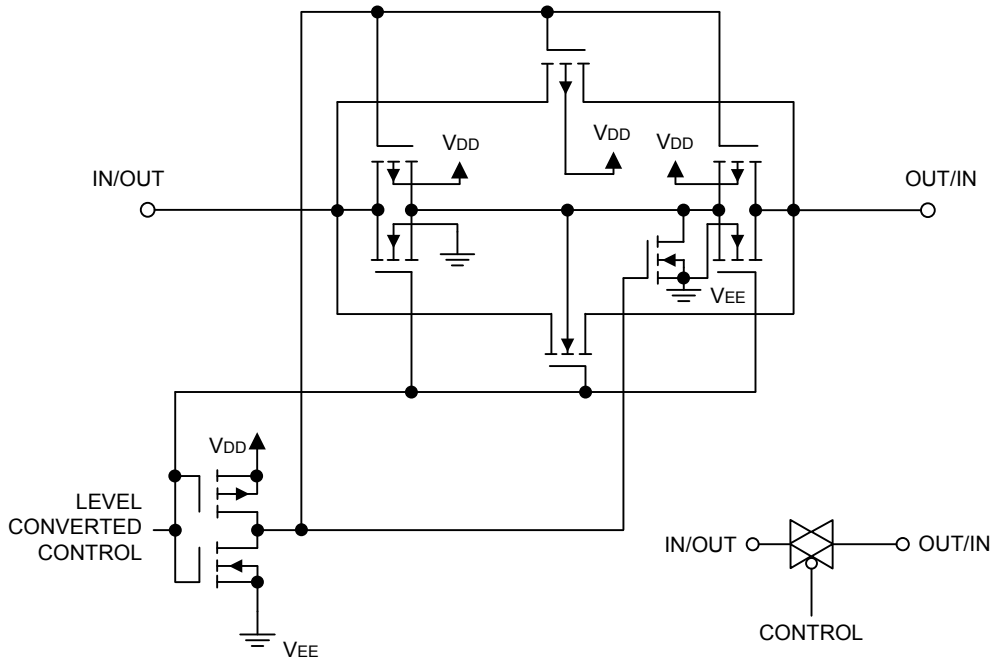 VDD
VDD
VDD
IN/OUT
OUT/IN
VEE
VDD
LEVEL
CONVERTED
CONTROL
IN/OUT
OUT/IN
CONTROL
VEE